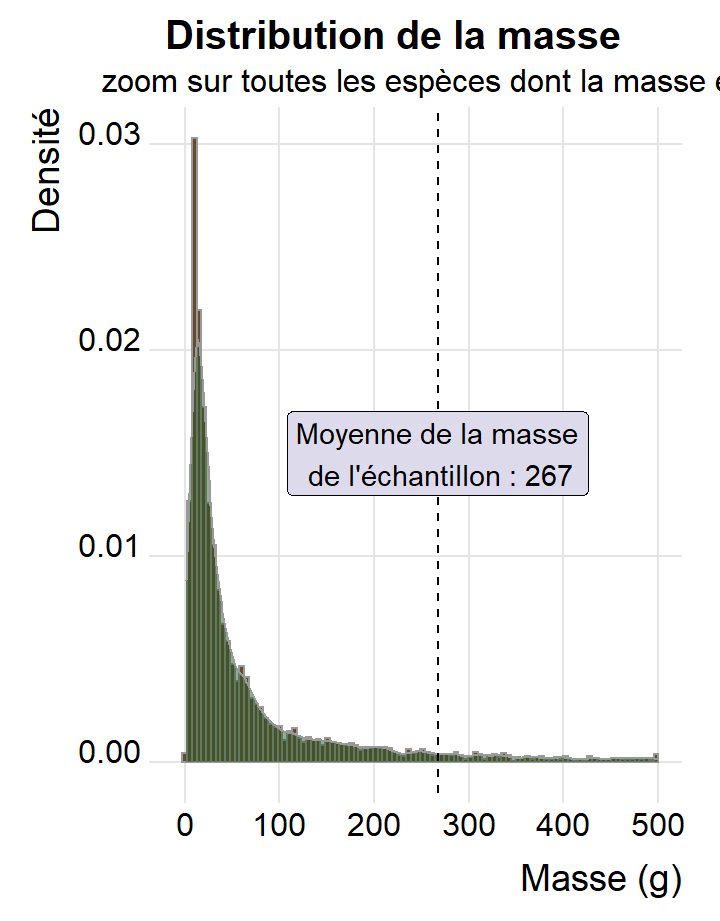 Distribution de la masse
zoom sur toutes les espèces dont la masse
Densité
0.03
0.02
0.01
0.00
Moyenne de la masse
de l'échantillon : 267
0 100 200 300 400 500
Masse (g)